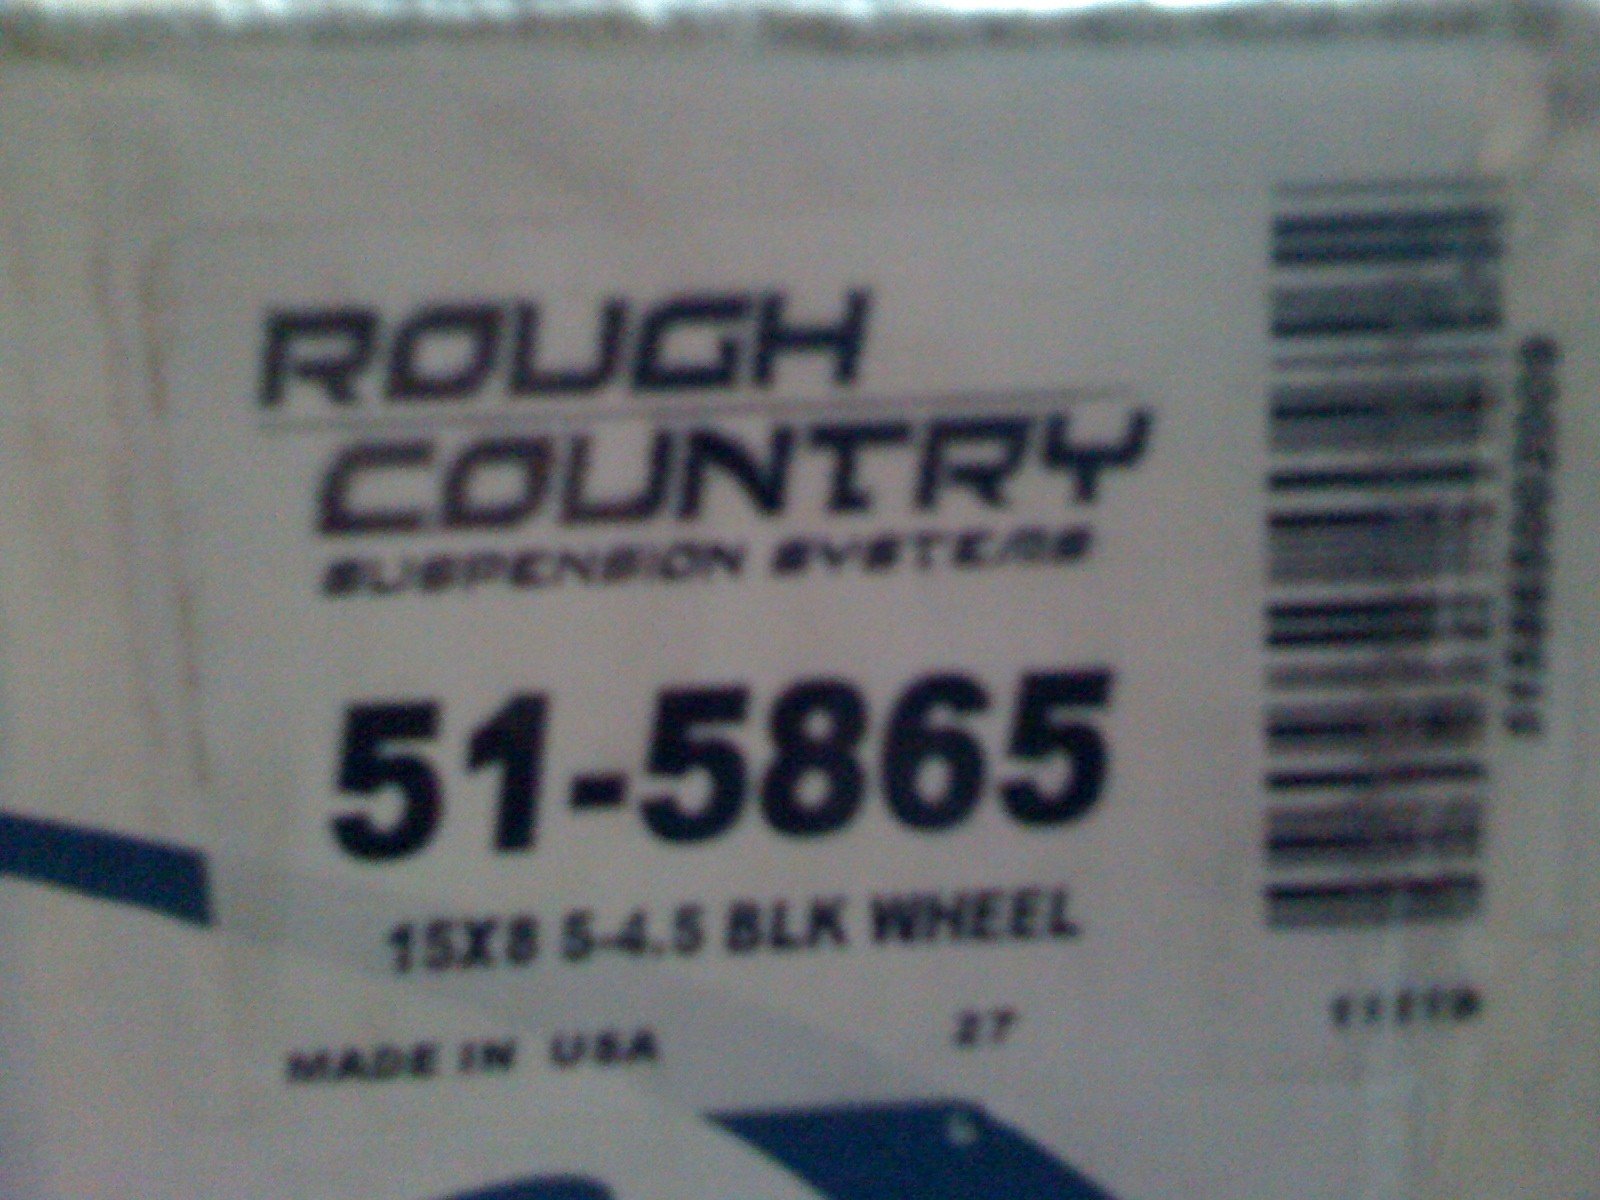 ROUGH
COUNTRY
SUSPENSION SYSTEMS
51-5865
15X8 5-4.5 BLK WHEEL
MADE IN USA 27